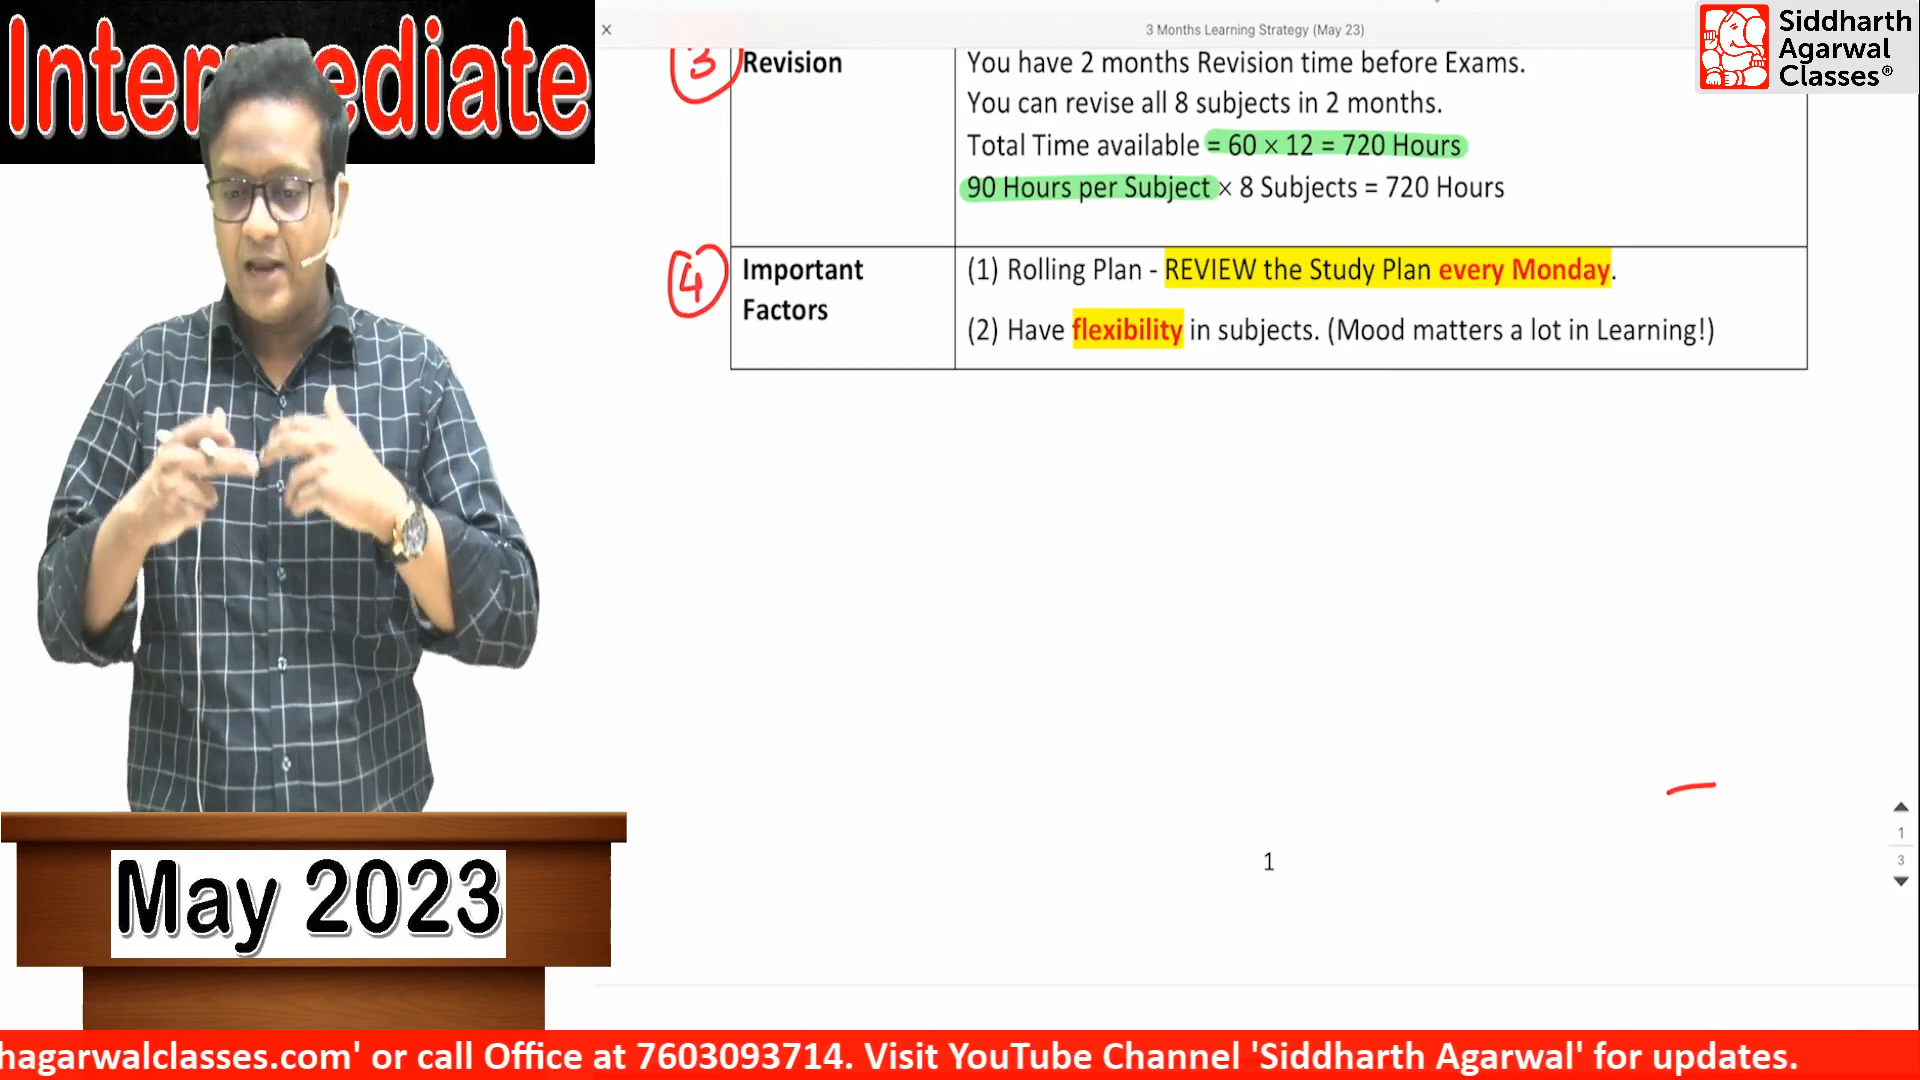 Intermediate
3 Months Learning Strategy (May 23)
Siddharth
Agarwal
Classes®
3
Revision
You have 2 months Revision time before Exams.
You can revise all 8 subjects in 2 months.
Total Time available = 60 × 12 = 720 Hours
90 Hours per Subject × 8 Subjects = 720 Hours
4
Important
Factors
(1) Rolling Plan - REVIEW the Study Plan every Monday.
(2) Have flexibility in subjects. (Mood matters a lot in Learning!)
1
1
3
May 2023
hagarwalclasses.com' or call Office at 7603093714. Visit YouTube Channel 'Siddharth Agarwal' for updates.